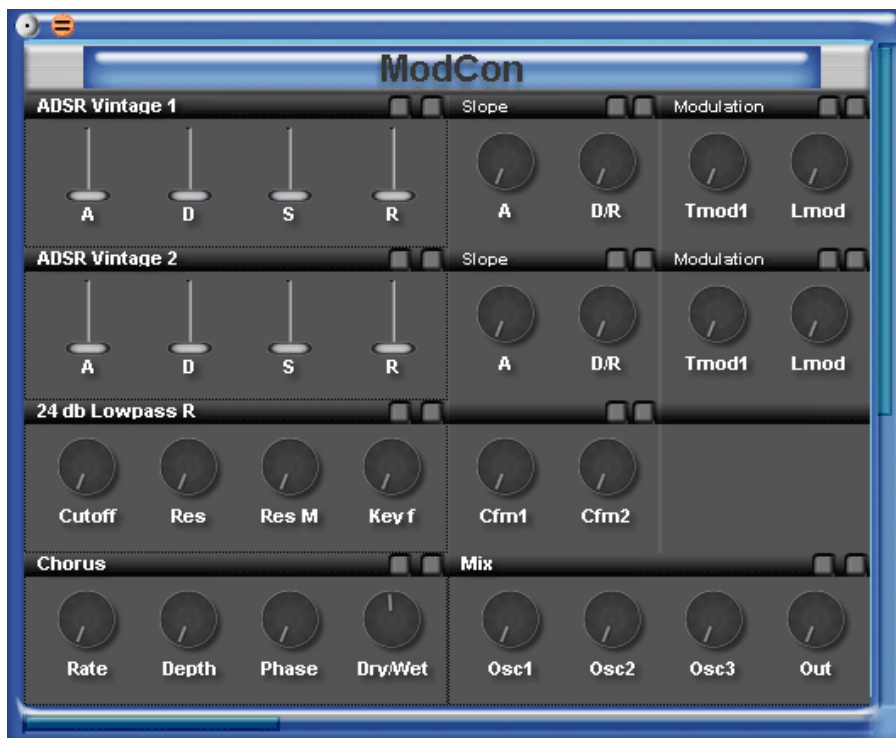 ModCon
ADSR Vintage 1 Slope Modulation
A D S R A D/R Tmod1 Lmod
ADSR Vintage 2 Slope Modulation
A D S R A D/R Tmod1 Lmod
24 db Lowpass R
Cutoff Res Res M Key f Cfm1 Cfm2
Chorus Mix
Rate Depth Phase Dry/Wet Osc1 Osc2 Osc3 Out